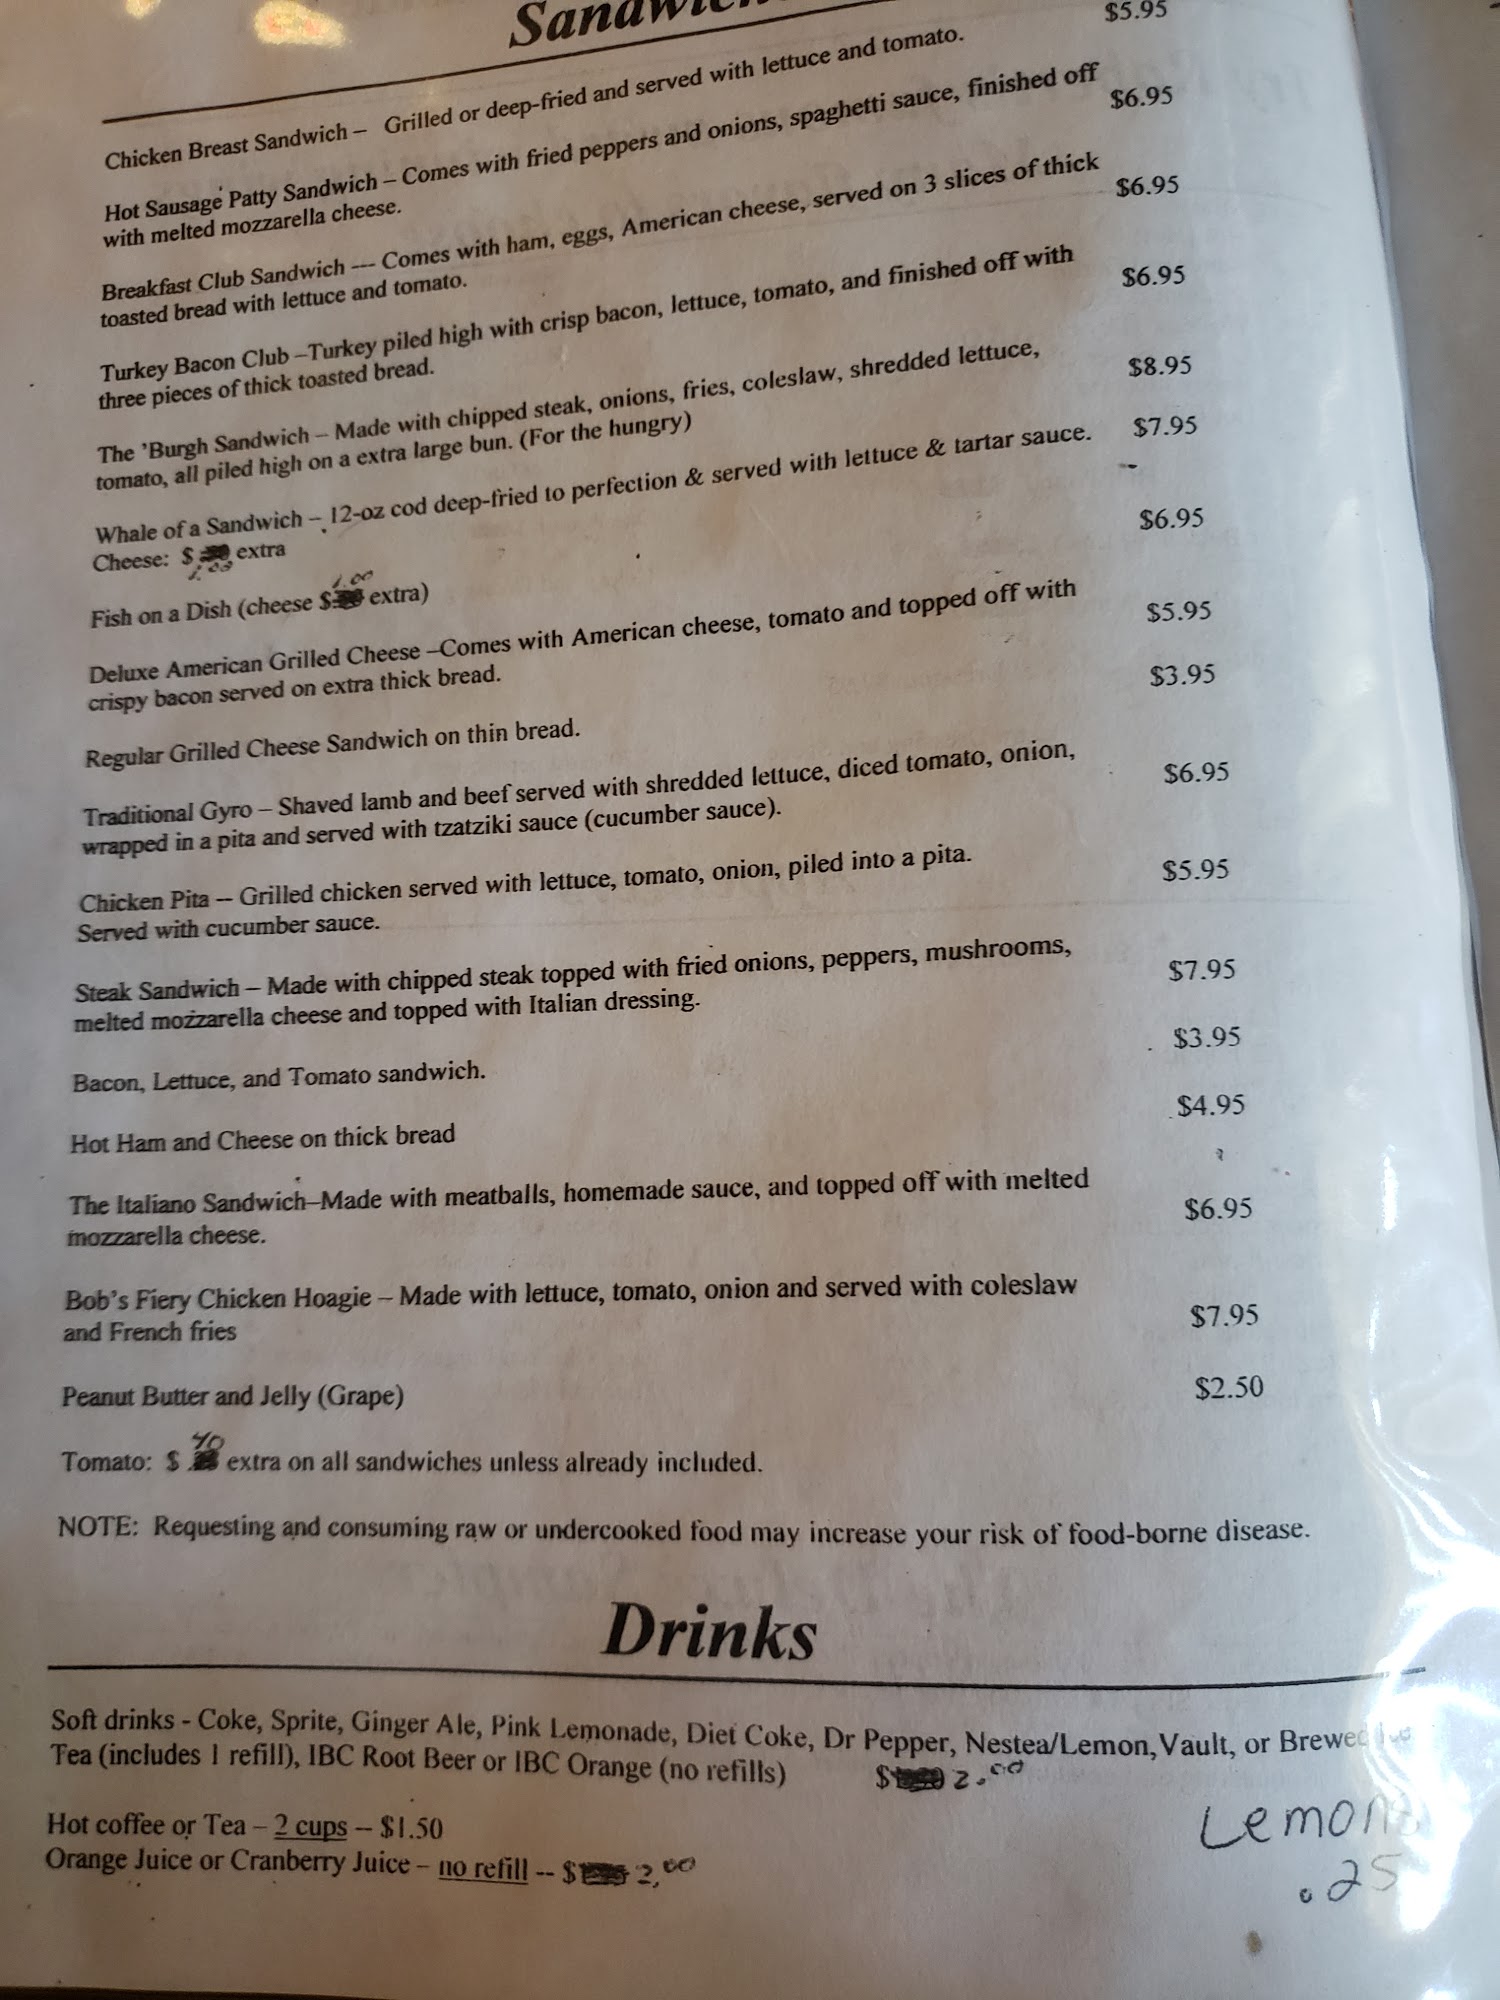 Chicken Breast Sandwich – Grilled or deep-fried and served with lettuce and tomato. $5.95
Hot Sausage Patty Sandwich – Comes with fried peppers and onions, spaghetti sauce, finished off $6.95
with melted mozzarella cheese.
Breakfast Club Sandwich --- Comes with ham, eggs, American cheese, served on 3 slices of thick $6.95
toasted bread with lettuce and tomato.
Turkey Bacon Club –Turkey piled high with crisp bacon, lettuce, tomato, and finished off with $6.95
three pieces of thick toasted bread.
The 'Burgh Sandwich – Made with chipped steak, onions, fries, coleslaw, shredded lettuce, $8.95
tomato, all piled high on a extra large bun. (For the hungry)
Whale of a Sandwich – 12-oz cod deep-fried to perfection & served with lettuce & tartar sauce. $7.95
Cheese: $ 1.00 extra
Fish on a Dish (cheese $ 1.00 extra) $6.95
Deluxe American Grilled Cheese –Comes with American cheese, tomato and topped off with $5.95
crispy bacon served on extra thick bread.
Regular Grilled Cheese Sandwich on thin bread. $3.95
Traditional Gyro – Shaved lamb and beef served with shredded lettuce, diced tomato, onion, $6.95
wrapped in a pita and served with tzatziki sauce (cucumber sauce).
Chicken Pita -- Grilled chicken served with lettuce, tomato, onion, piled into a pita. $5.95
Served with cucumber sauce.
Steak Sandwich – Made with chipped steak topped with fried onions, peppers, mushrooms, $7.95
melted mozzarella cheese and topped with Italian dressing.
Bacon, Lettuce, and Tomato sandwich. $3.95
Hot Ham and Cheese on thick bread $4.95
The Italiano Sandwich–Made with meatballs, homemade sauce, and topped off with melted $6.95
mozzarella cheese.
Bob's Fiery Chicken Hoagie – Made with lettuce, tomato, onion and served with coleslaw $7.95
and French fries
Peanut Butter and Jelly (Grape) $2.50
Tomato: $ 40 extra on all sandwiches unless already included.
NOTE: Requesting and consuming raw or undercooked food may increase your risk of food-borne disease.
Drinks
Soft drinks - Coke, Sprite, Ginger Ale, Pink Lemonade, Diet Coke, Dr Pepper, Nestea/Lemon, Vault, or Brewed
Tea (includes 1 refill), IBC Root Beer or IBC Orange (no refills) $ 2.00
Hot coffee or Tea – 2 cups -- $1.50
Orange Juice or Cranberry Juice – no refill -- $ 2.00
Lemons
.25